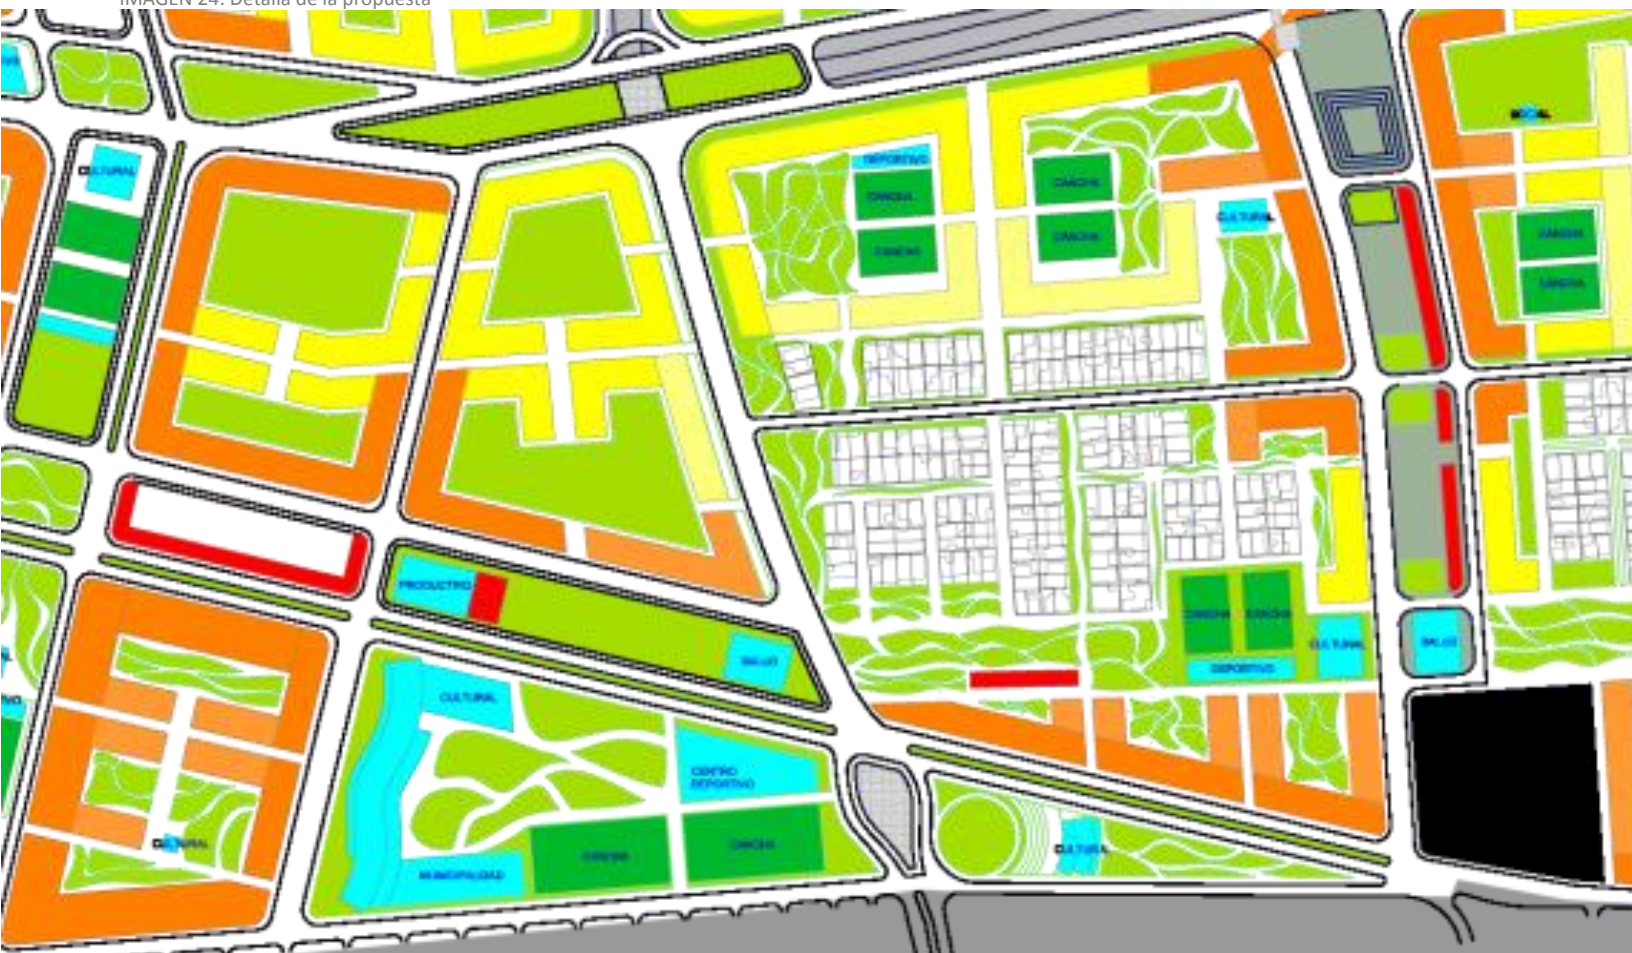 IMAGEN 24. Detalla de la propuesta
CULTURAL
DEPORTIVO
CANCHA
CANCHA
CANCHA
CANCHA
CULTURAL
SOCIAL
CANCHA
CANCHA
PRODUCTIVO
SALUD
CULTURAL
CENTRO
DEPORTIVO
CANCHA
CANCHA
MUNICIPALIDAD
CULTURAL
CULTURAL
CANCHA
CANCHA
DEPORTIVO
CULTURAL
SALUD